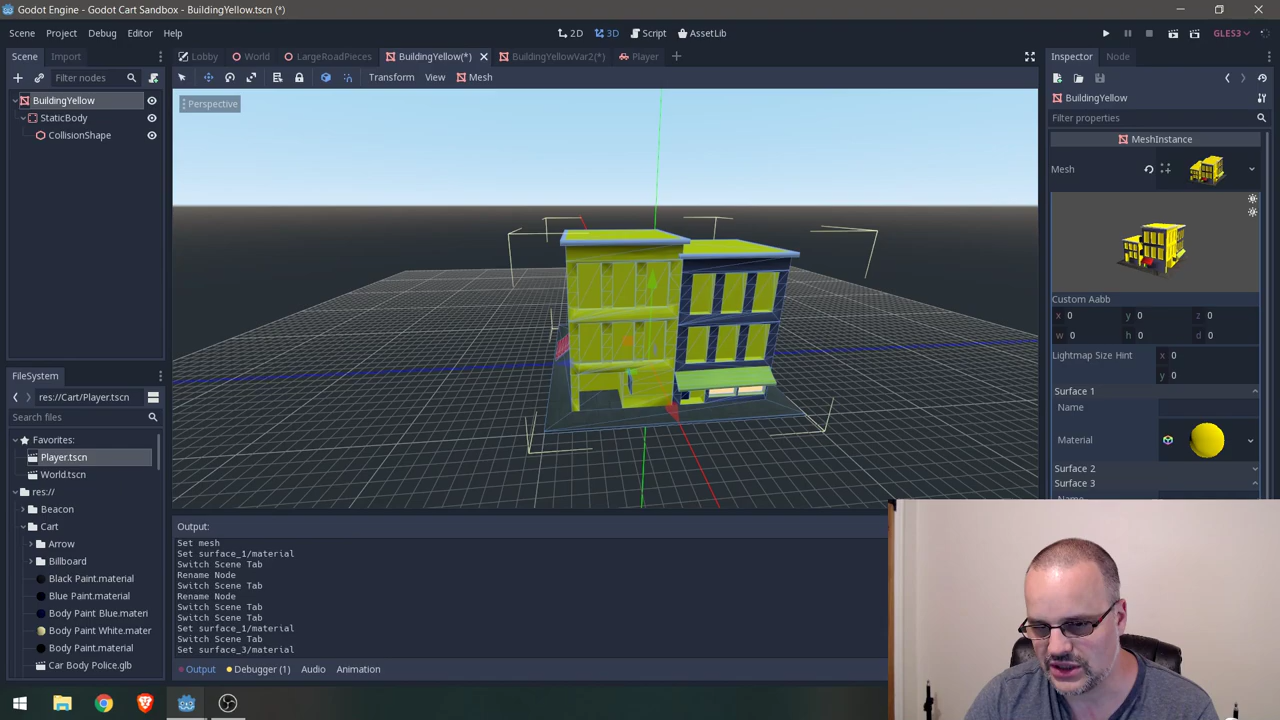 Godot Engine - Godot Cart Sandbox - BuildingYellow.tscn (*)
Scene Project Debug Editor Help
2D 3D Script AssetLib
GLES3
Scene Import
Lobby World LargeRoadPieces BuildingYellow(*) BuildingYellowVar2(*) Player
Inspector Node
Filter nodes
Transform View Mesh
BuildingYellow
StaticBody
CollisionShape
Perspective
BuildingYellow
Filter properties
MeshInstance
Mesh
Custom Aabb
x 0 y 0 z 0
w 0 h 0 d 0
Lightmap Size Hint x 0
y 0
Surface 1
Name
Material
Surface 2
Surface 3
Name
FileSystem
res://Cart/Player.tscn
Search files
Favorites:
Player.tscn
World.tscn
res://
Beacon
Cart
Arrow
Billboard
Black Paint.material
Blue Paint.material
Body Paint Blue.materi
Body Paint White.mater
Body Paint.material
Car Body Police.glb
Output:
Set mesh
Set surface_1/material
Switch Scene Tab
Rename Node
Switch Scene Tab
Rename Node
Switch Scene Tab
Switch Scene Tab
Set surface_1/material
Switch Scene Tab
Set surface_3/material
Output Debugger (1) Audio Animation